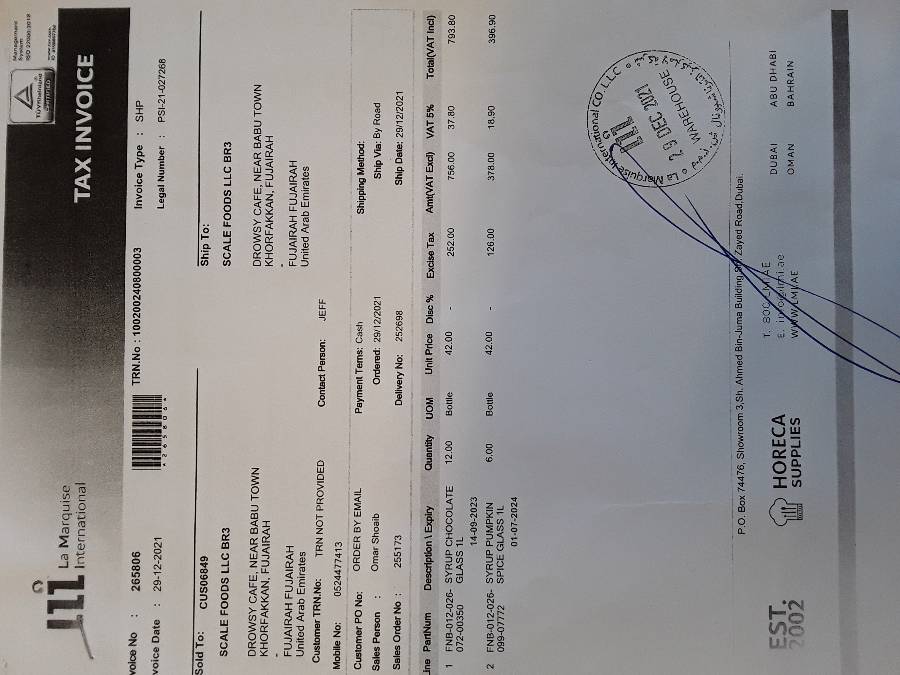 La Marquise
International
TAX INVOICE
Management
System
ISO 22000:2018
TÜVRheinland
CERTIFIED
voice No : 265806
TRN.No : 100200240800003
Invoice Type : SHP
voice Date : 29-12-2021
* 2 6 5 8 0 6 *
Legal Number : PSI-21-027268
Sold To: CUS06849
Ship To:
SCALE FOODS LLC BR3
SCALE FOODS LLC BR3
DROWSY CAFE, NEAR BABU TOWN
KHORFAKKAN, FUJAIRAH
-
FUJAIRAH FUJAIRAH
United Arab Emirates
DROWSY CAFE, NEAR BABU TOWN
KHORFAKKAN, FUJAIRAH
-
FUJAIRAH FUJAIRAH
United Arab Emirates
Customer TRN.No: TRN NOT PROVIDED
Contact Person: JEFF
Mobile No: 0524477413
Customer PO No: ORDER BY EMAIL
Payment Tems: Cash
Shipping Method:
Sales Person : Omar Shoaib
Ordered: 29/12/2021
Ship Via: By Road
Sales Order No : 255173
Delivery No: 252698
Ship Date: 29/12/2021
ine PartNum Description \ Expiry Quantity UOM Unit Price Disc % Excise Tax Amt(VAT Excl) VAT 5% Total(VAT Incl)
1 FNB-012-026- SYRUP CHOCOLATE 12.00 Bottle 42.00 - 252.00 756.00 37.80 793.80
072-00350 GLASS 1L
14-09-2023
2 FNB-012-026- SYRUP PUMPKIN 6.00 Bottle 42.00 - 126.00 378.00 18.90 396.90
099-07772 SPICE GLASS 1L
01-07-2024
La Marquise International CO. L.L.C
29 DEC 2021
WAREHOUSE
P.O. Box 74476, Showroom 3,Sh. Ahmed Bin-Juma Building,Sh. Zayed Road,Dubai.
EST.
2002
HORECA
SUPPLIES
T. 800 LMI AE
E. info@lmi.ae
WWW.LMI.AE
DUBAI
OMAN
ABU DHABI
BAHRAIN